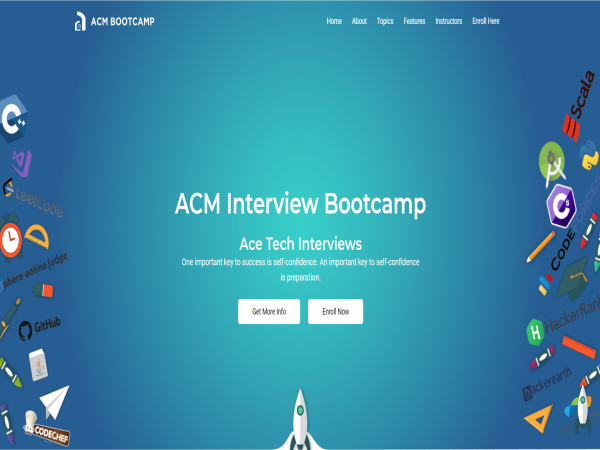 ACM BOOTCAMP
Home About Topics Features Instructors Enroll Here
Scala
LeetCode
ACM Interview Bootcamp
CODE
Ace Tech Interviews
One important key to success is self-confidence. An important key to self-confidence
is preparation.
phere online judge
Get More Info Enroll Now
GitHub
HackerRank
hackerearth
CODECHEF